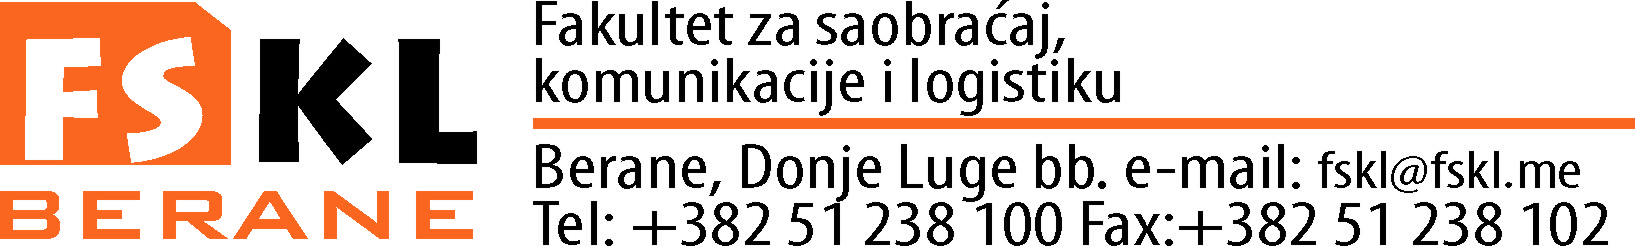 FSKL
BERANE
Fakultet za saobraćaj,
komunikacije i logistiku
Berane, Donje Luge bb. e-mail: fskl@fskl.me
Tel: +382 51 238 100 Fax:+382 51 238 102